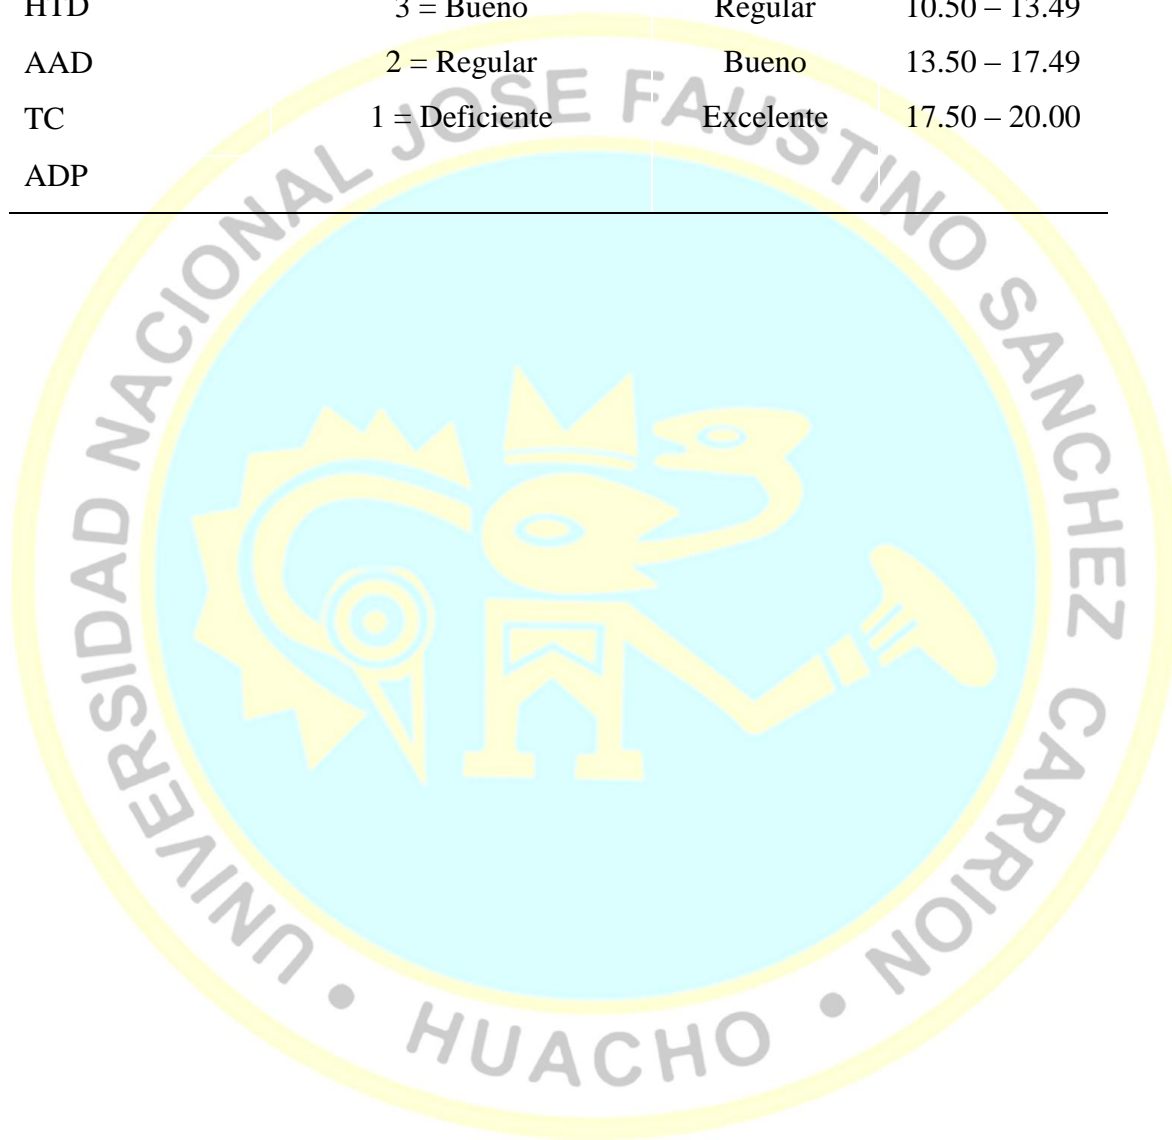 HTD 3 = Bueno Regular 10.50 – 13.49
AAD 2 = Regular Bueno 13.50 – 17.49
TC 1 = Deficiente Excelente 17.50 – 20.00
ADP
UNIVERSIDAD NACIONAL JOSE FAUSTINO SANCHEZ CARRION • HUACHO •